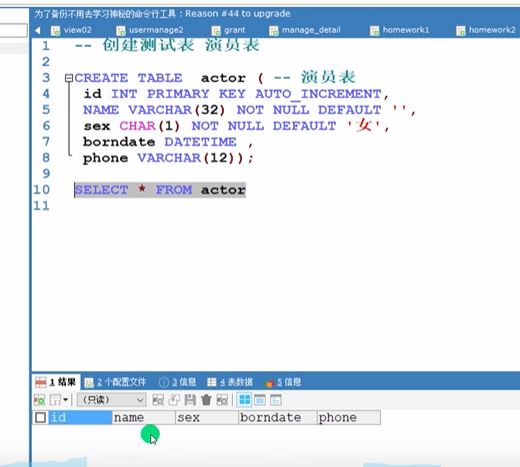 为了备份不用去学习神秘的命令行工具：Reason #44 to upgrade
view02 usermanage2 grant manage_detail homework1 homework2
1 -- 创建测试表 演员表
2
3 CREATE TABLE actor ( -- 演员表
4 id INT PRIMARY KEY AUTO_INCREMENT,
5 NAME VARCHAR(32) NOT NULL DEFAULT '',
6 sex CHAR(1) NOT NULL DEFAULT '女',
7 borndate DATETIME ,
8 phone VARCHAR(12));
9
10 SELECT * FROM actor
11
1 结果 2 个配置文件 3 信息 4 表数据 5 信息
(只读)
id name sex borndate phone